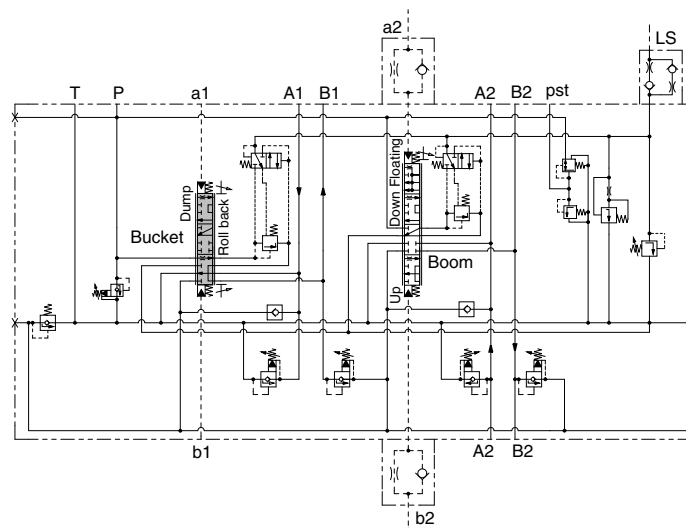 a2
LS
T P a1 A1 B1 A2 B2 pst
Dump
Roll back
Bucket
Down Floating
Up
Boom
b1 A2 B2
b2